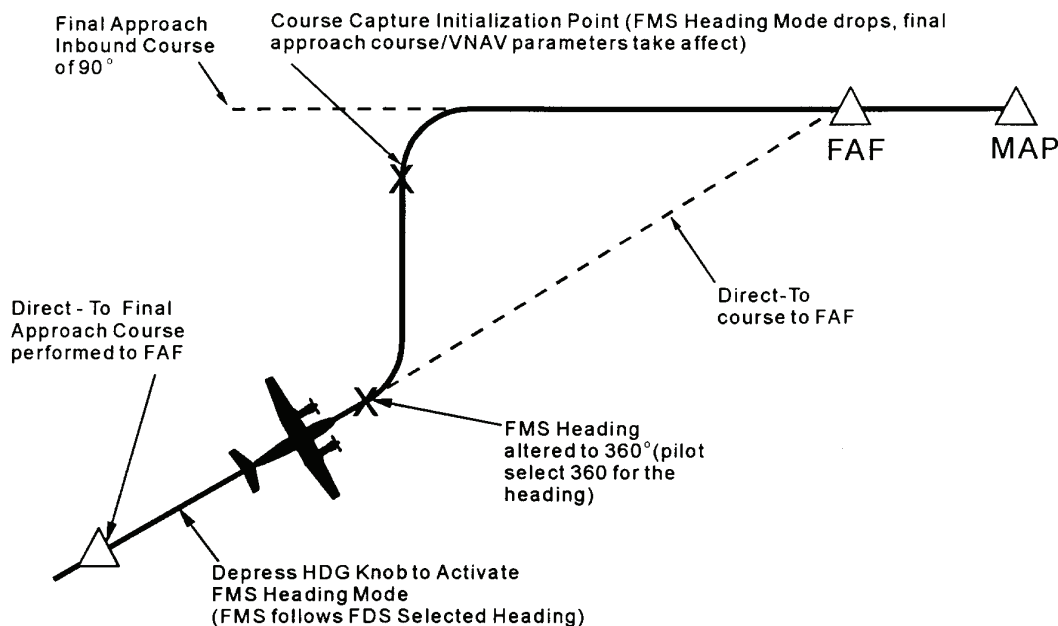 Final Approach
Inbound Course
of 90°
Course Capture Initialization Point (FMS Heading Mode drops, final
approach course/VNAV parameters take affect)
FAF
MAP
Direct-To
course to FAF
Direct - To Final
Approach Course
performed to FAF
FMS Heading
altered to 360°(pilot
select 360 for the
heading)
Depress HDG Knob to Activate
FMS Heading Mode
(FMS follows FDS Selected Heading)